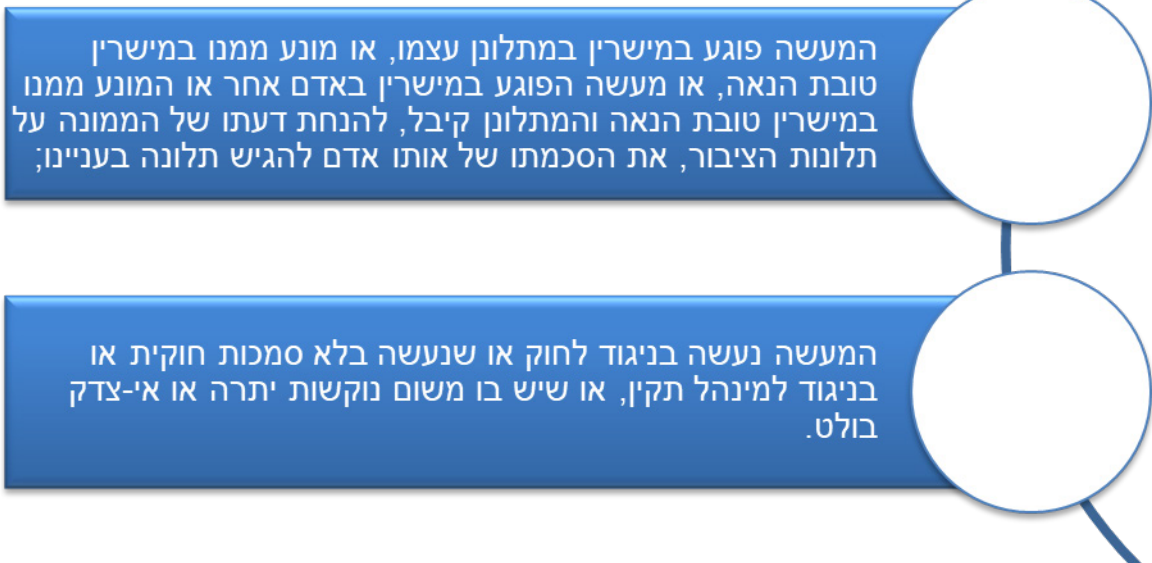 המעשה פוגע במישרין במתלונן עצמו, או מונע ממנו במישרין
טובת הנאה, או מעשה הפוגע במישרין באדם אחר או המונע ממנו
במישרין טובת הנאה והמתלונן קיבל, להנחת דעתו של הממונה על
תלונות הציבור, את הסכמתו של אותו אדם להגיש תלונה בעניינו;
המעשה נעשה בניגוד לחוק או שנעשה בלא סמכות חוקית או
בניגוד למינהל תקין, או שיש בו משום נוקשות יתרה או אי-צדק
בולט.